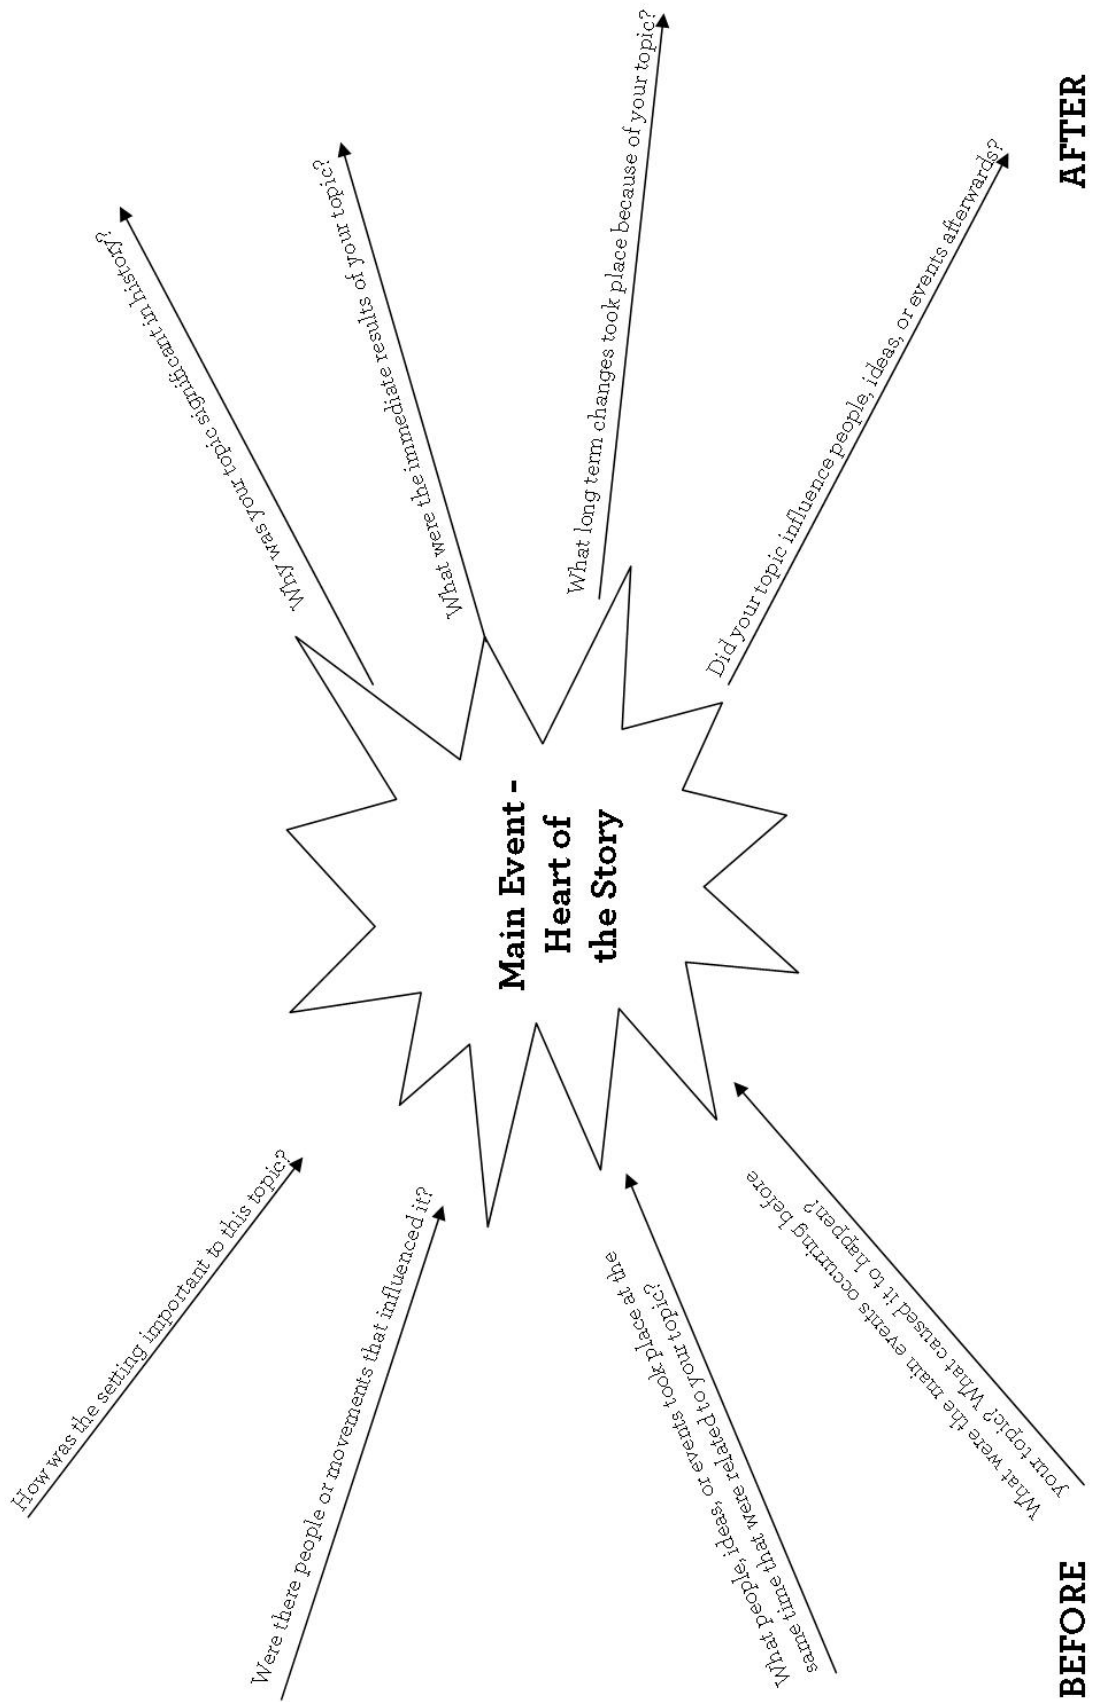 How was the setting important to this topic?
Were there people or movements that influenced it?
What people, ideas, or events took place at the
same time that were related to your topic?
What were the main events occurring before
your topic? What caused it to happen?
BEFORE
Main Event -
Heart of
the Story
Why was your topic significant in history?
What were the immediate results of your topic?
What long term changes took place because of your topic?
Did your topic influence people, ideas, or events afterwards?
AFTER